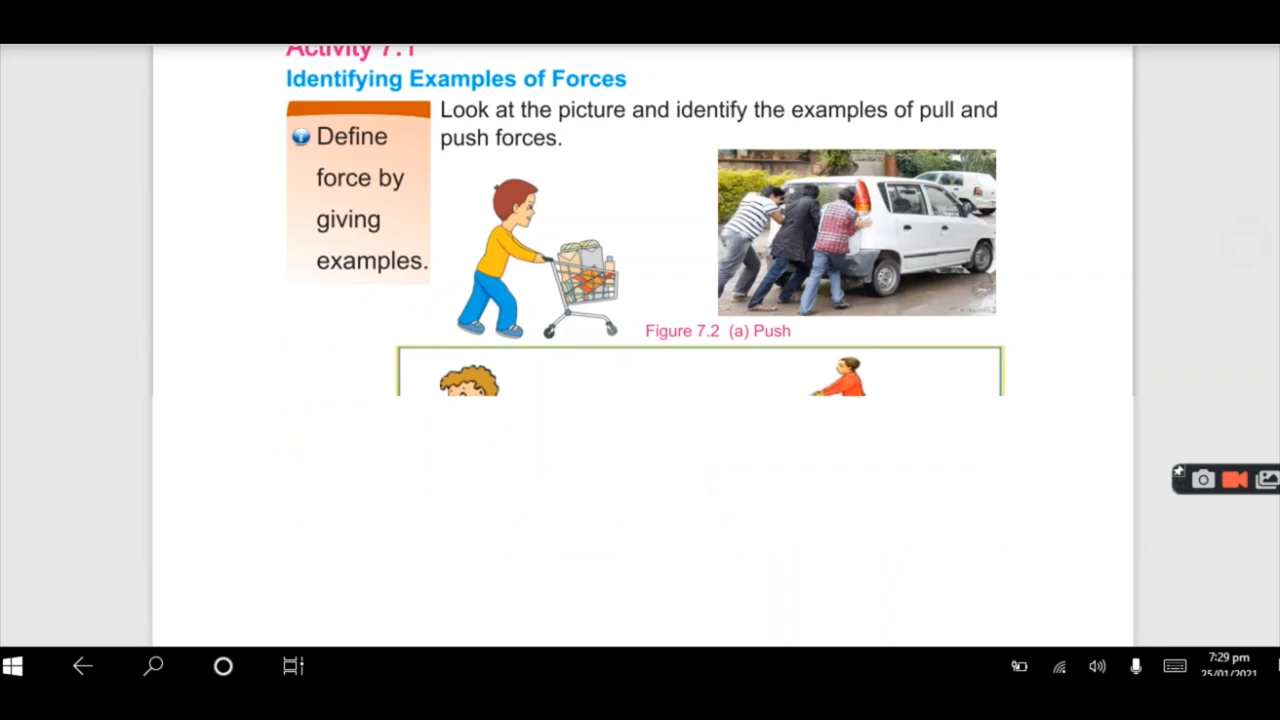 Activity 7.1
Identifying Examples of Forces
Define
force by
giving
examples.
Look at the picture and identify the examples of pull and
push forces.
Figure 7.2 (a) Push
7:29 pm
25/01/2021